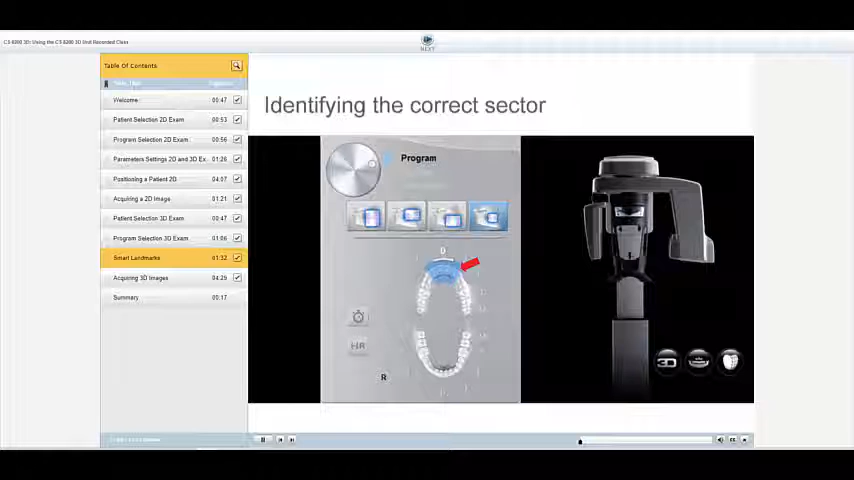 CS 8200 3D: Using the CS 8200 3D Unit Recorded Class
NEXT
Table Of Contents
Welcome 00:47
Patient Selection 2D Exam 00:53
Program Selection 2D Exam 00:56
Parameters Settings 2D and 3D Ex.. 01:26
Positioning a Patient 2D 04:07
Acquiring a 2D Image 01:21
Patient Selection 3D Exam 00:47
Program Selection 3D Exam 01:06
Smart Landmarks 01:32
Acquiring 3D Images 04:29
Summary 00:17
Identifying the correct sector
Program
0
R
3D